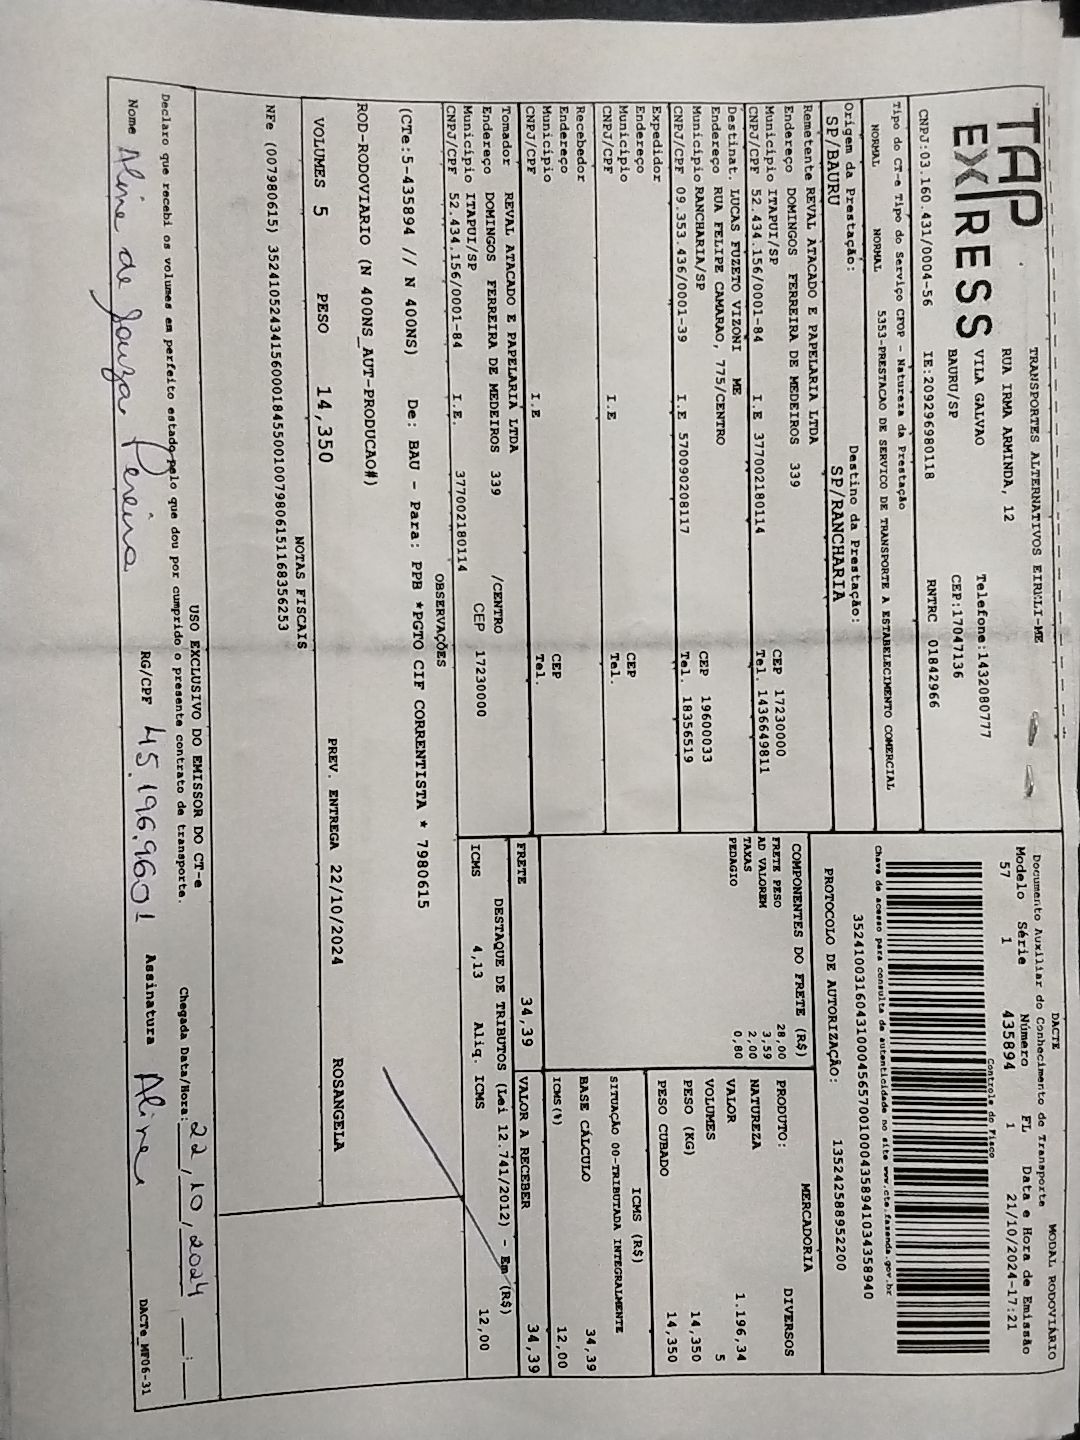 TAP
EXPRESS
TRANSPORTES ALTERNATIVOS EIRELI-ME
RUA IRMA ARMINDA, 12
VILA GALVAO
BAURU/SP
Telefone:1432080777
CEP:17047136
CNPJ:03.160.431/0004-56 IE:209296980118 RNTRC 01842966
DACTE MODAL RODOVIÁRIO
Documento Auxiliar do Conhecimento de Transporte
Modelo Série Número FL Data e Hora de Emissão
57 1 435894 1 21/10/2024-17:21
Controle do Fisco
Chave de acesso para consulta de autenticidade no site www.cte.fazenda.gov.br
35241003160431000456570010004358941034358940
PROTOCOLO DE AUTORIZAÇÃO: 135242588952200
Tipo do CT-e Tipo do Serviço CFOP - Natureza da Prestação
NORMAL NORMAL 5353-PRESTACAO DE SERVICO DE TRANSPORTE A ESTABELECIMENTO COMERCIAL
Origem da Prestação: Destino da Prestação:
SP/BAURU SP/RANCHARIA
Remetente REVAL ATACADO E PAPELARIA LTDA
Endereço DOMINGOS FERREIRA DE MEDEIROS 339
Municipio ITAPUI/SP CEP 17230000
CNPJ/CPF 52.434.156/0001-84 I.E 377002180114 Tel. 1436649811
Destinat. LUCAS FUZETO VIZONI ME
Endereço RUA FELIPE CAMARAO, 775/CENTRO
Municipio RANCHARIA/SP CEP 19600033
CNPJ/CPF 09.353.436/0001-39 I.E 570090208117 Tel. 18356519
Expedidor
Endereço
Municipio CEP
CNPJ/CPF I.E Tel.
Recebedor
Endereço
Municipio CEP
CNPJ/CPF I.E Tel.
Tomador REVAL ATACADO E PAPELARIA LTDA
Endereço DOMINGOS FERREIRA DE MEDEIROS 339 /CENTRO
Municipio ITAPUI/SP CEP 17230000
CNPJ/CPF 52.434.156/0001-84 I.E. 377002180114
COMPONENTES DO FRETE (R$)
FRETE PESO 28,00
AD VALOREM 3,59
TAXAS 2,00
PEDAGIO 0,80
MERCADORIA
PRODUTO: DIVERSOS
NATUREZA
VALOR 1.196,34
VOLUMES 5
PESO (KG) 14,350
PESO CUBADO 14,350
ICMS (R$)
SITUAÇÃO 00-TRIBUTADA INTEGRALMENTE
BASE CÁLCULO 34,39
ICMS(%) 12,00
FRETE 34,39 VALOR A RECEBER 34,39
DESTAQUE DE TRIBUTOS (Lei 12.741/2012) - Em (R$)
ICMS 4,13 Aliq. ICMS 12,00
OBSERVAÇÕES
(CTe:5-435894 // N 400NS) De: BAU - Para: PPB *PGTO CIF CORRENTISTA * 7980615
ROD-RODOVIARIO (N 400NS_AUT-PRODUCAO#)
VOLUMES 5 PESO 14,350 PREV. ENTREGA 22/10/2024 ROSANGELA
NOTAS FISCAIS
NFe (007980615) 35241052434156000184550010079806151168356253
USO EXCLUSIVO DO EMISSOR DO CT-e
Declaro que recebi os volumes em perfeito estado pelo que dou por cumprido o presente contrato de transporte. Chegada Data/Hora: 22/10/2024 __:__
Nome Aline de Souza Pereira RG/CPF 45.196.960 1 Assinatura Aline
DACTe_MF06-31